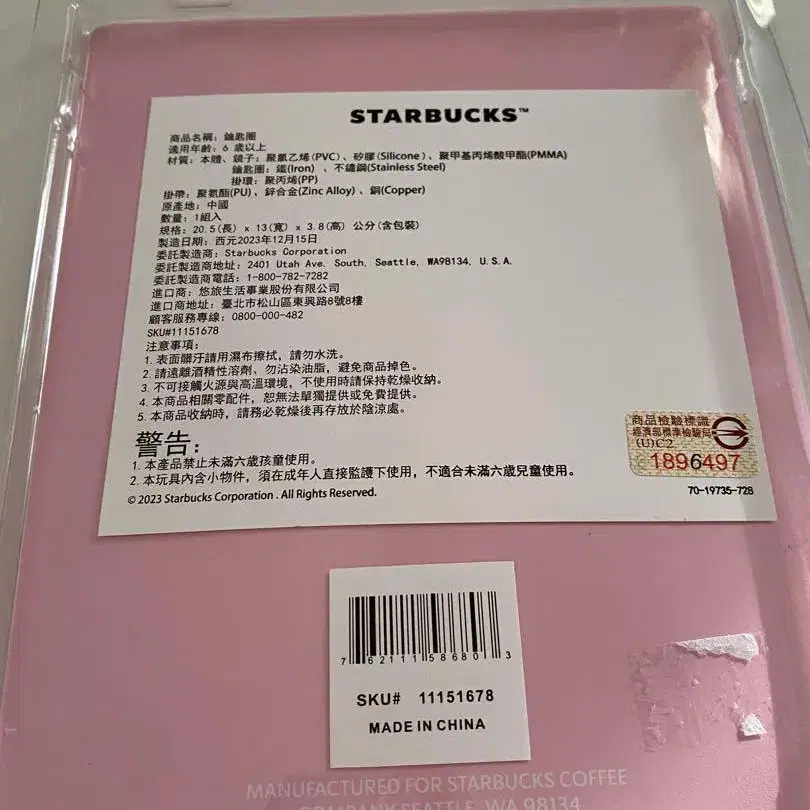 STARBUCKS™
商品名稱：鑰匙圈
適用年齡：6 歲以上
材質：本體、鏡子：聚氯乙烯(PVC)、矽膠(Silicone)、聚甲基丙烯酸甲酯(PMMA)
鑰匙圈：鐵(Iron)、不鏽鋼(Stainless Steel)
掛環：聚丙烯(PP)
掛帶：聚氨酯(PU)、鋅合金(Zinc Alloy)、銅(Copper)
原產地：中國
數量：1組入
規格：20.5(長) x 13(寬) x 3.8(高) 公分(含包裝)
製造日期：西元2023年12月15日
委託製造商：Starbucks Corporation
委託製造商地址：2401 Utah Ave. South, Seattle, WA98134, U.S.A.
委託製造商電話：1-800-782-7282
進口商：悠旅生活事業股份有限公司
進口商地址：臺北市松山區東興路8號8樓
顧客服務專線：0800-000-482
SKU#11151678
注意事項：
1. 表面髒汙請用濕布擦拭，請勿水洗。
2. 請遠離酒精性溶劑、勿沾染油脂，避免商品掉色。
3. 不可接觸火源與高溫環境，不使用時請保持乾燥收納。
4. 本商品相關零配件，恕無法單獨提供或免費提供。
5. 本商品收納時，請務必乾燥後再存放於陰涼處。
警告：
1. 本產品禁止未滿六歲孩童使用。
2. 本玩具內含小物件，須在成年人直接監護下使用，不適合未滿六歲兒童使用。
© 2023 Starbucks Corporation . All Rights Reserved.
商品檢驗標識
經濟部標準檢驗局
(U)C2
1896497
70-19735-728
7 62111 58680 3
SKU# 11151678
MADE IN CHINA
MANUFACTURED FOR STARBUCKS COFFEE
COMPANY SEATTLE, WA 98134